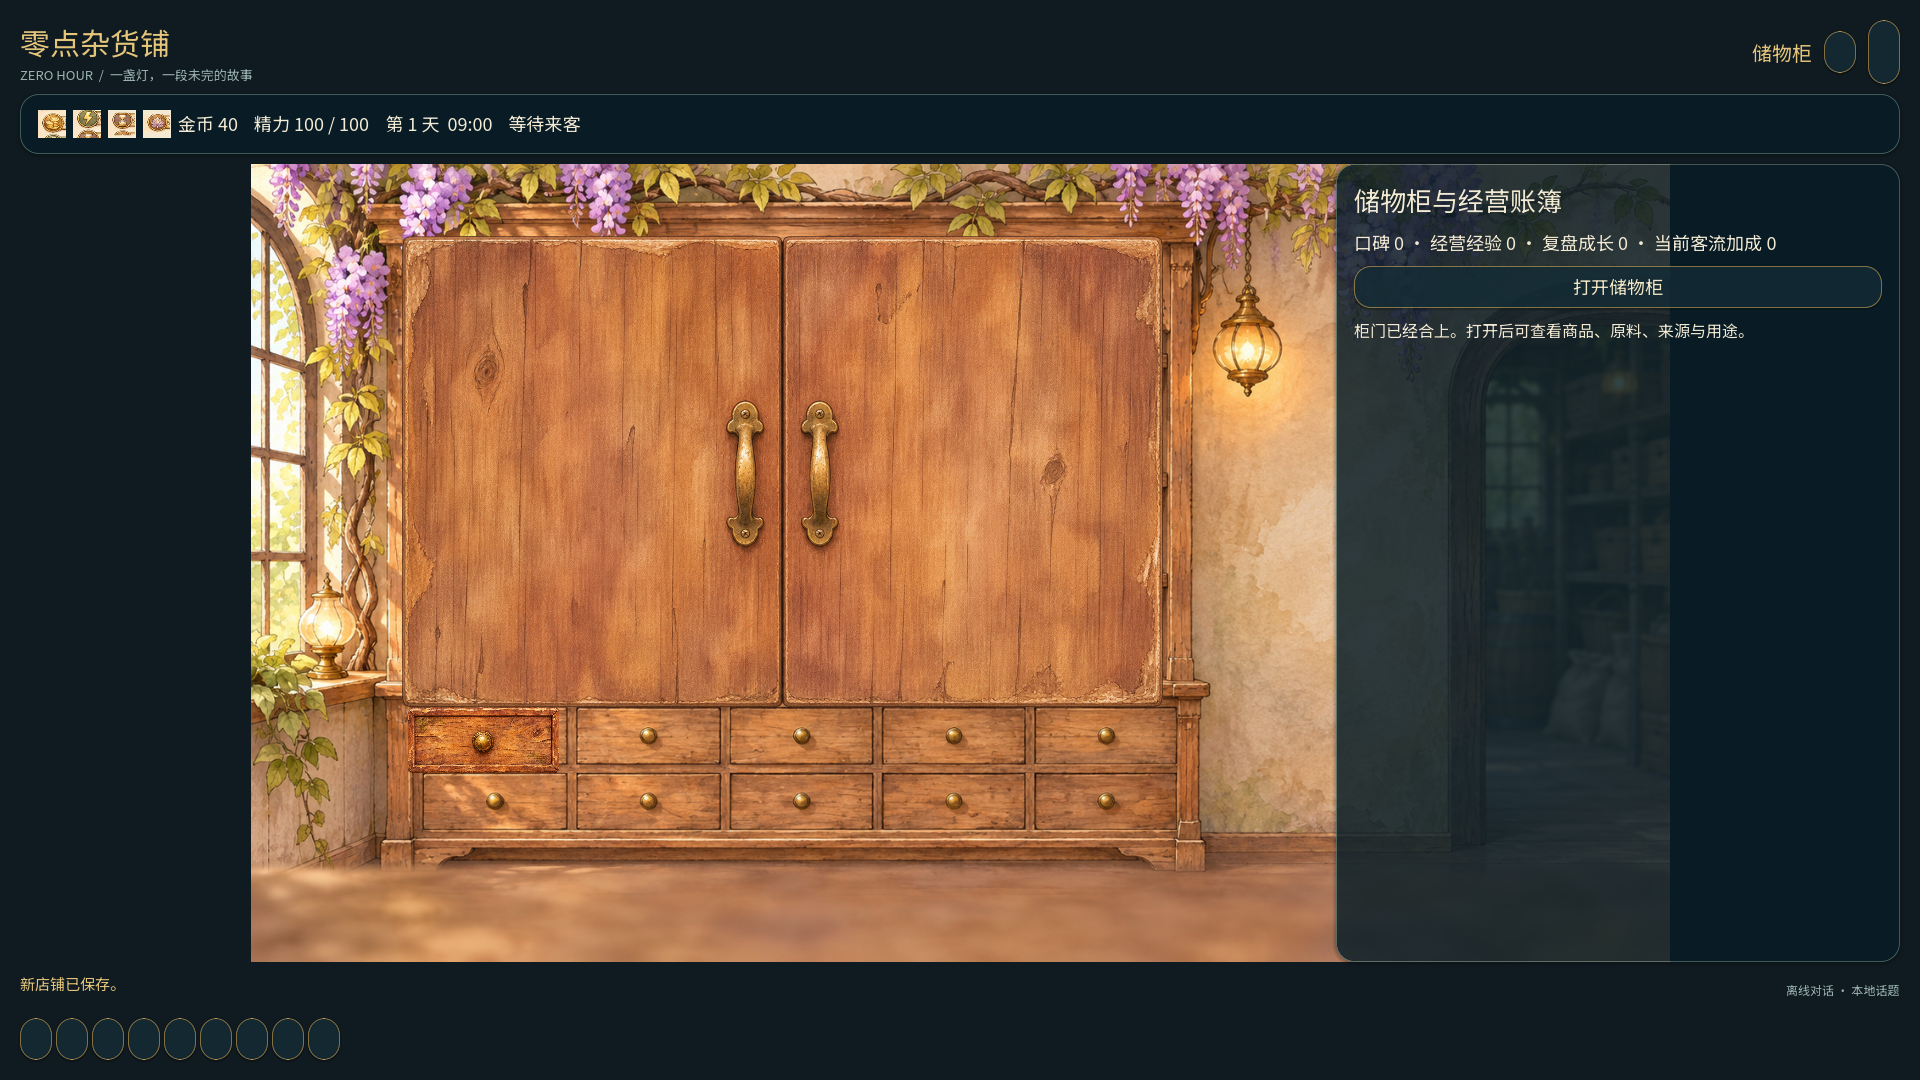 零点杂货铺
ZERO HOUR / 一盏灯，一段未完的故事
储物柜
金币 40 精力 100 / 100 第 1 天 09:00 等待来客
储物柜与经营账簿
口碑 0 · 经营经验 0 · 复盘成长 0 · 当前客流加成 0
打开储物柜
柜门已经合上。打开后可查看商品、原料、来源与用途。
新店铺已保存。
离线对话 · 本地话题